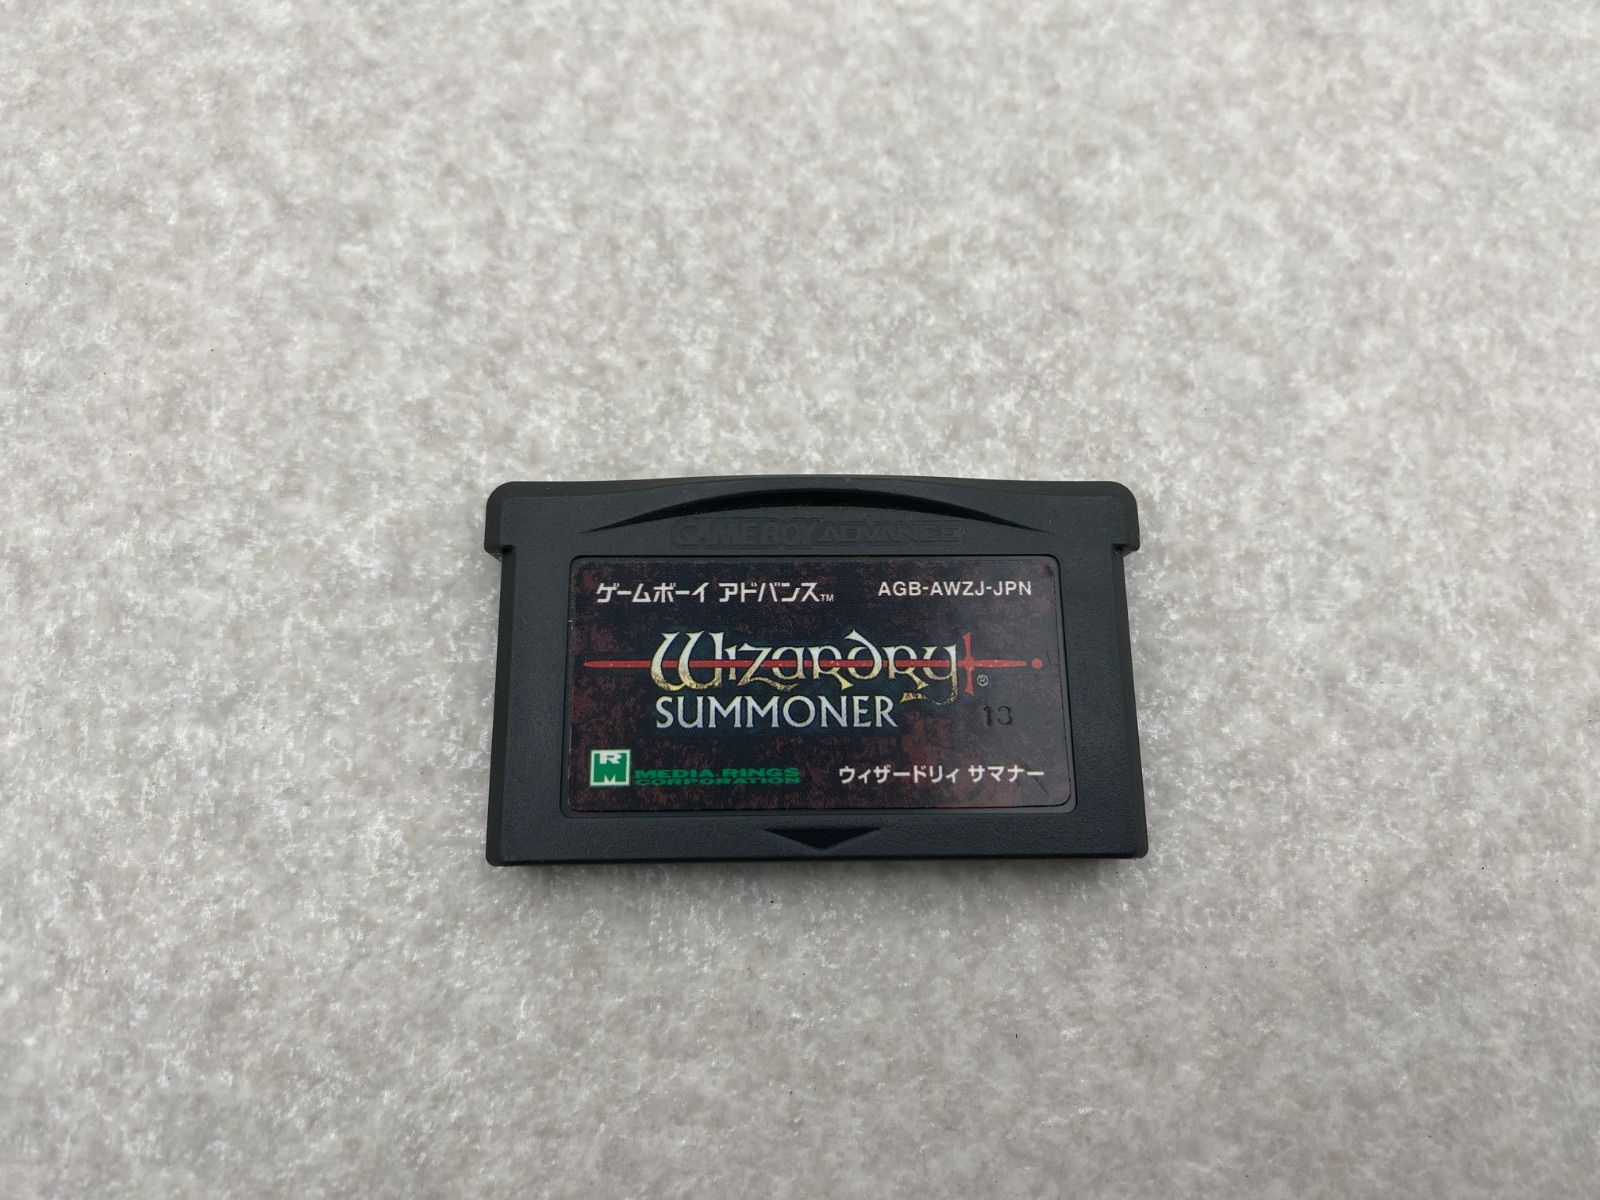 GAME BOY ADVANCE
ゲームボーイ アドバンス™ AGB-AWZJ-JPN
Wizardry®
SUMMONER
13
RM MEDIA RINGS
CORPORATION
ウィザードリィ サマナー